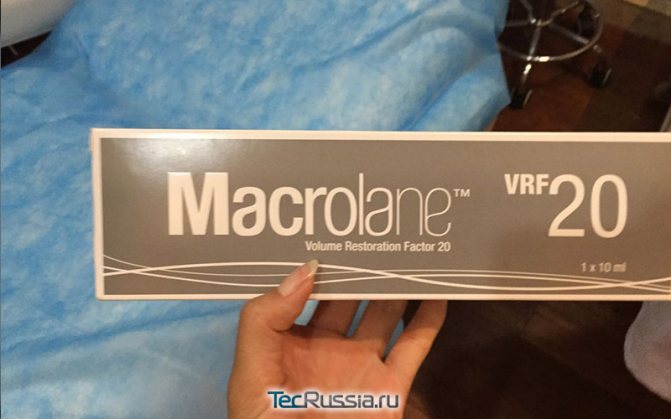 Macrolane™
Volume Restoration Factor 20
VRF20
1 x 10 ml
TecRussia.ru